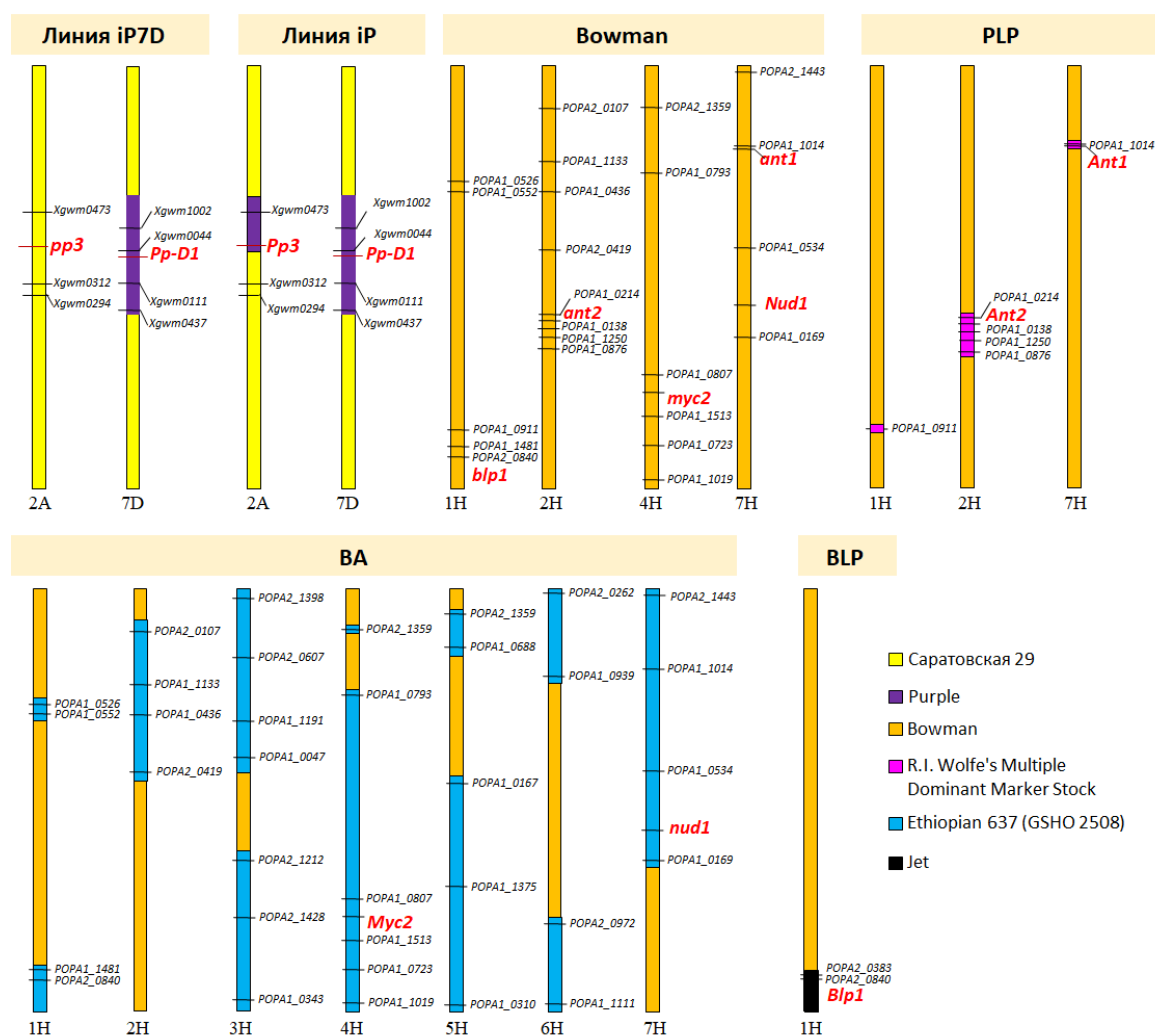 Линия iP7D
Линия iP
Bowman
PLP
Xgwm0473
pp3
Xgwm0312
Xgwm0294
2A
Xgwm1002
Xgwm0044
Pp-D1
Xgwm0111
Xgwm0437
7D
Xgwm0473
Pp3
Xgwm0312
Xgwm0294
2A
Xgwm1002
Xgwm0044
Pp-D1
Xgwm0111
Xgwm0437
7D
POPA1_0526
POPA1_0552
POPA1_0911
POPA1_1481
POPA2_0840
blp1
1H
POPA2_0107
POPA1_1133
POPA1_0436
POPA2_0419
POPA1_0214
ant2
POPA1_0138
POPA1_1250
POPA1_0876
2H
POPA2_1359
POPA1_0793
POPA1_0807
myc2
POPA1_1513
POPA1_0723
POPA1_1019
4H
POPA2_1443
POPA1_1014
ant1
POPA1_0534
Nud1
POPA1_0169
7H
POPA1_0911
1H
POPA1_0214
Ant2
POPA1_0138
POPA1_1250
POPA1_0876
2H
POPA1_1014
Ant1
7H
BA
BLP
POPA1_0526
POPA1_0552
POPA1_1481
POPA2_0840
1H
POPA2_0107
POPA1_1133
POPA1_0436
POPA2_0419
2H
POPA2_1398
POPA2_0607
POPA1_1191
POPA1_0047
POPA2_1212
POPA2_1428
POPA1_0343
3H
POPA2_1359
POPA1_0793
POPA1_0807
Myc2
POPA1_1513
POPA1_0723
POPA1_1019
4H
POPA2_1359
POPA1_0688
POPA1_0167
POPA1_1375
POPA1_0310
5H
POPA2_0262
POPA1_0939
POPA2_0972
POPA1_1111
6H
POPA2_1443
POPA1_1014
POPA1_0534
nud1
POPA1_0169
7H
POPA2_0383
POPA2_0840
Blp1
1H
Саратовская 29
Purple
Bowman
R.I. Wolfe's Multiple
Dominant Marker Stock
Ethiopian 637 (GSHO 2508)
Jet